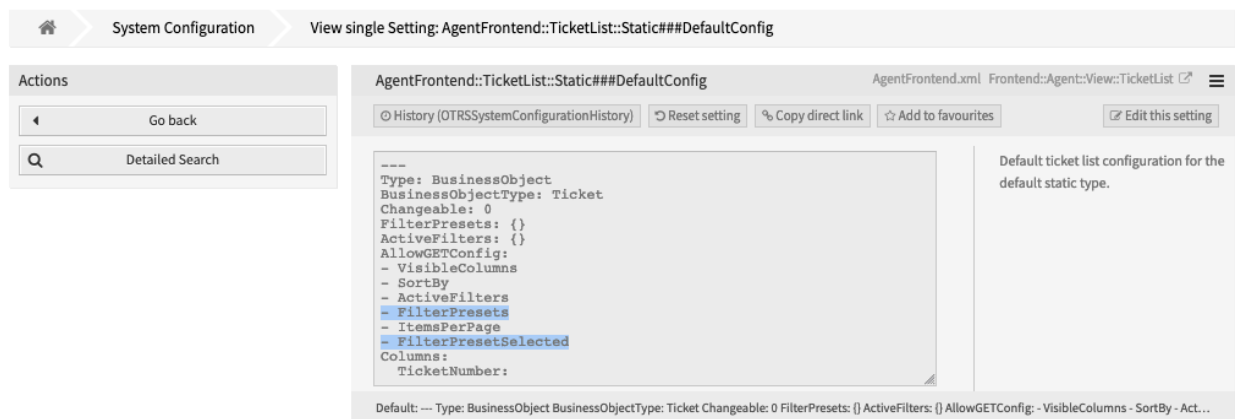 System Configuration
View single Setting: AgentFrontend::TicketList::Static###DefaultConfig
Actions
Go back
Detailed Search
AgentFrontend::TicketList::Static###DefaultConfig
AgentFrontend.xml Frontend::Agent::View::TicketList
History (OTRSSystemConfigurationHistory) Reset setting Copy direct link Add to favourites Edit this setting
---
Type: BusinessObject
BusinessObjectType: Ticket
Changeable: 0
FilterPresets: {}
ActiveFilters: {}
AllowGETConfig:
- VisibleColumns
- SortBy
- ActiveFilters
- FilterPresets
- ItemsPerPage
- FilterPresetSelected
Columns:
  TicketNumber:
Default ticket list configuration for the
default static type.
Default: --- Type: BusinessObject BusinessObjectType: Ticket Changeable: 0 FilterPresets: {} ActiveFilters: {} AllowGETConfig: - VisibleColumns - SortBy - Act...